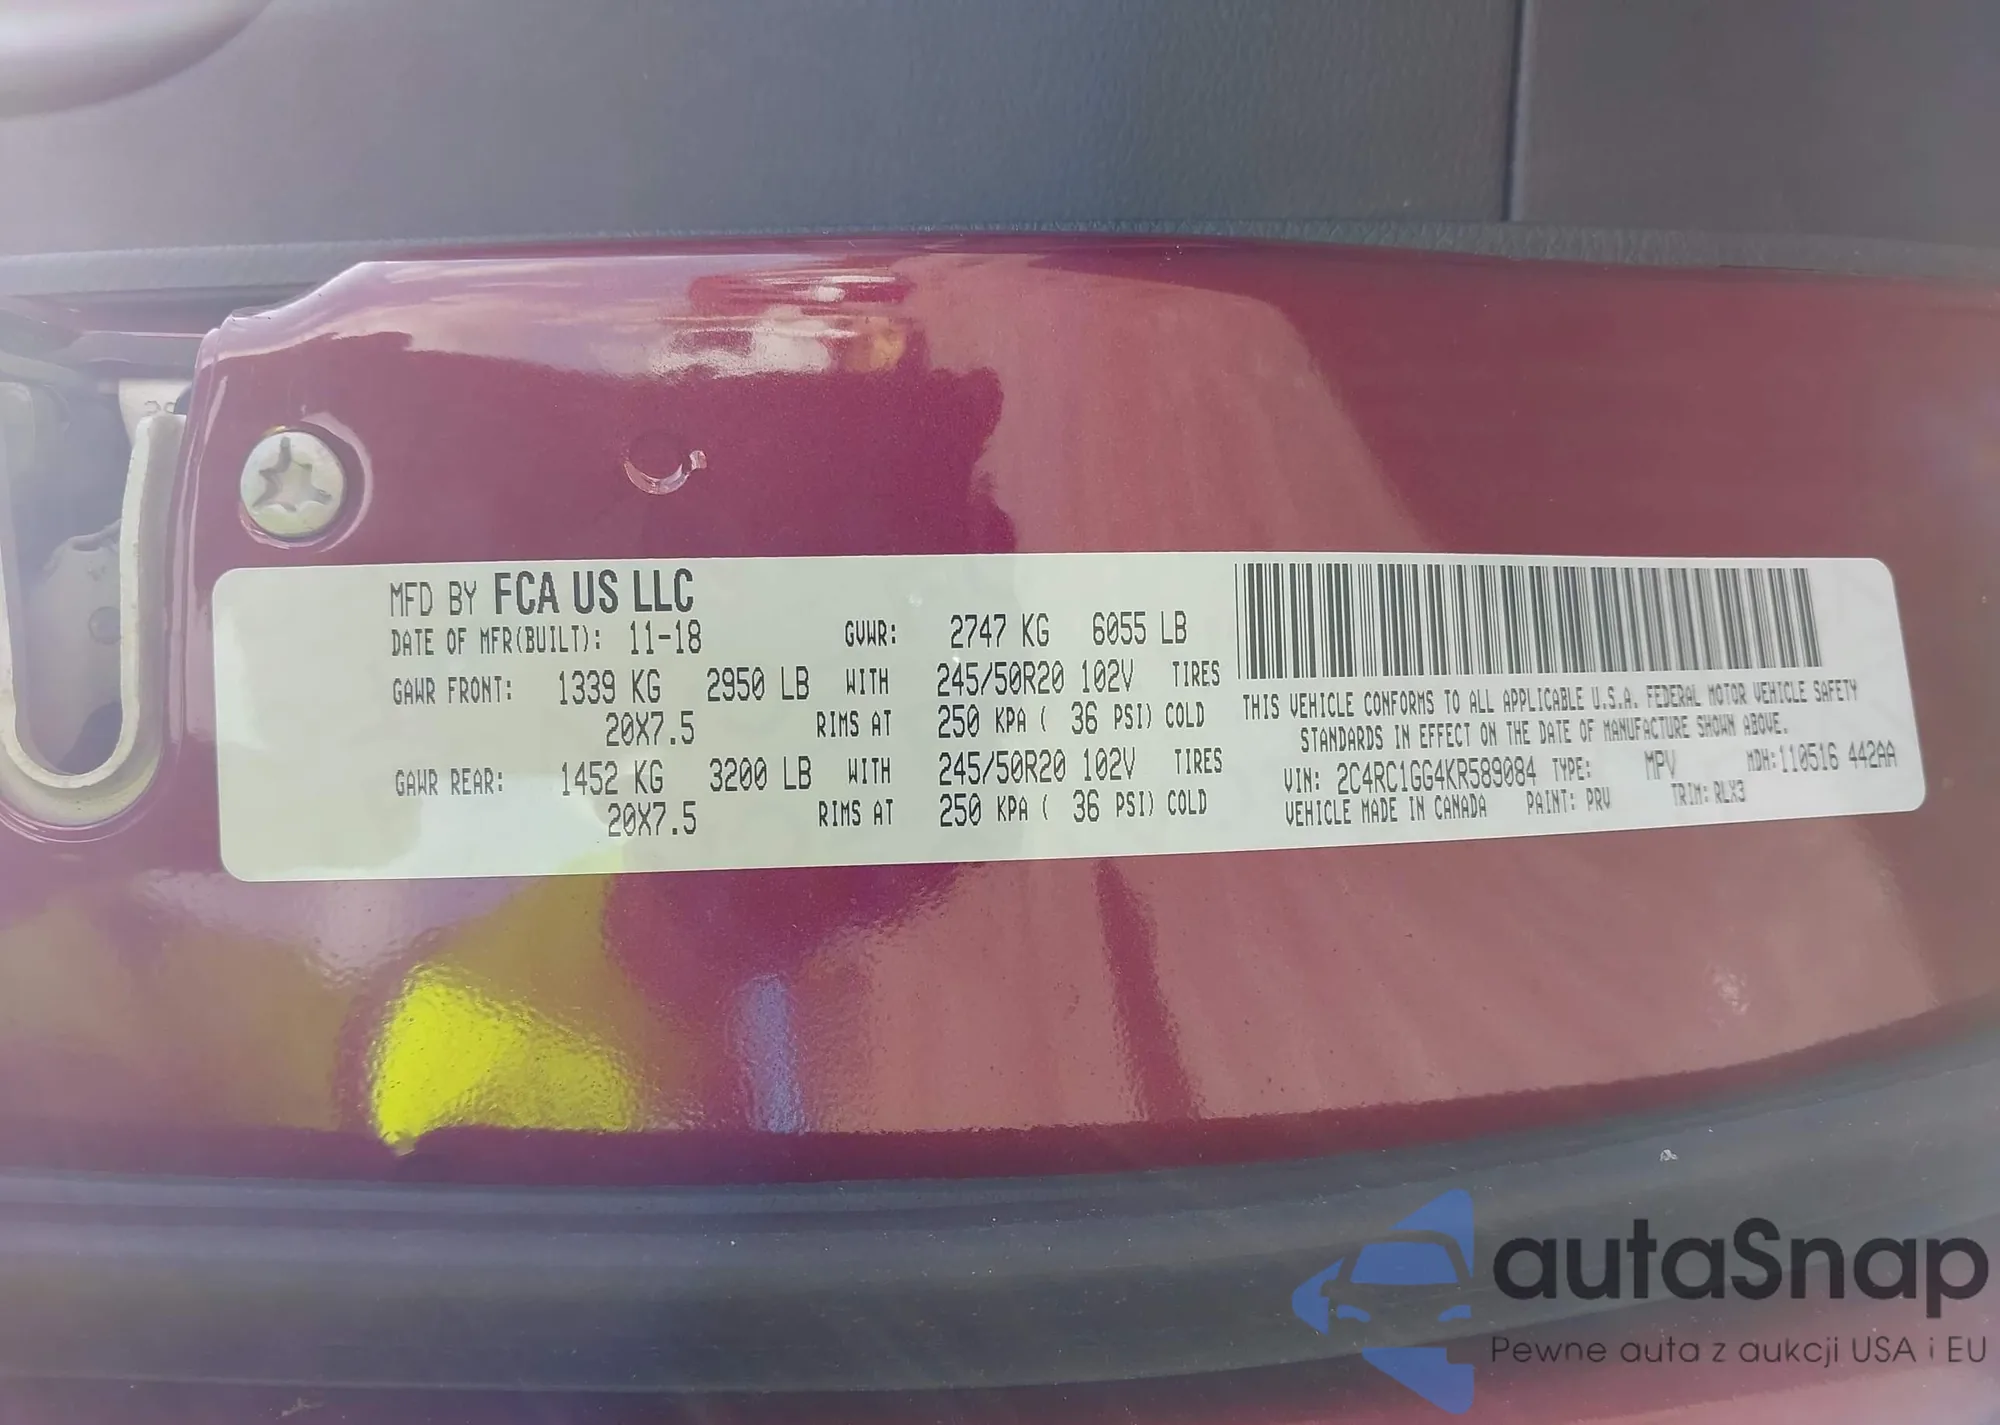 MFD BY FCA US LLC
DATE OF MFR(BUILT): 11-18 GVWR: 2747 KG 6055 LB
GAWR FRONT: 1339 KG 2950 LB WITH 245/50R20 102V TIRES
20X7.5 RIMS AT 250 KPA ( 36 PSI) COLD
GAWR REAR: 1452 KG 3200 LB WITH 245/50R20 102V TIRES
20X7.5 RIMS AT 250 KPA ( 36 PSI) COLD
THIS VEHICLE CONFORMS TO ALL APPLICABLE U.S.A. FEDERAL MOTOR VEHICLE SAFETY
STANDARDS IN EFFECT ON THE DATE OF MANUFACTURE SHOWN ABOVE.
VIN: 2C4RC1GG4KR589084 TYPE: MPV MDH:110516 442AA
VEHICLE MADE IN CANADA PAINT: PRV TRIM: RLX3
autaSnap
Pewne auta z aukcji USA i EU